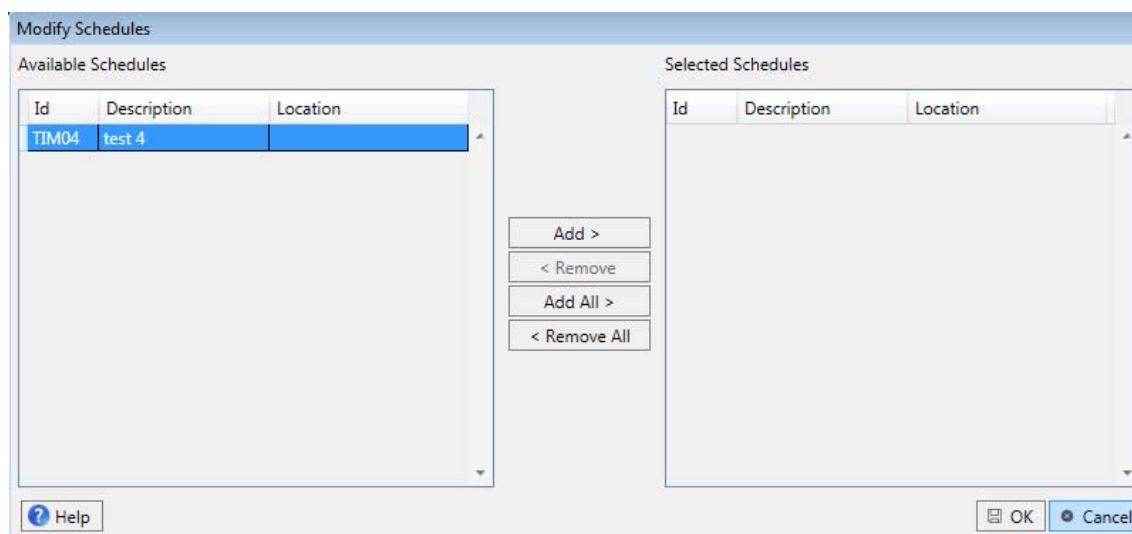 Modify Schedules
Available Schedules
Selected Schedules
Id Description Location
TIM04 test 4
Id Description Location
Add >
< Remove
Add All >
< Remove All
Help
OK
Cancel